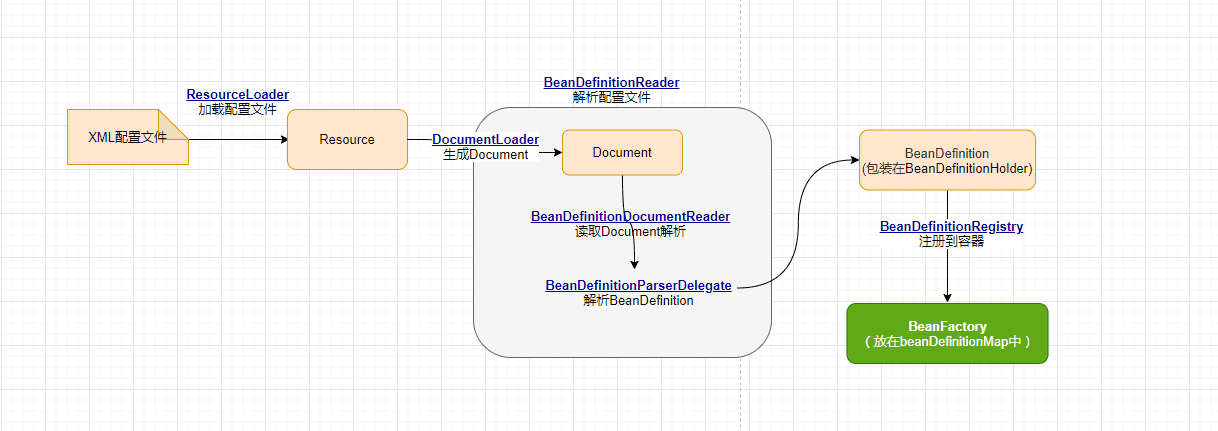 XML配置文件
ResourceLoader
加载配置文件
Resource
BeanDefinitionReader
解析配置文件
DocumentLoader
生成Document
Document
BeanDefinitionDocumentReader
读取Document解析
BeanDefinitionParserDelegate
解析BeanDefinition
BeanDefinition
(包装在BeanDefinitionHolder)
BeanDefinitionRegistry
注册到容器
BeanFactory
（放在beanDefinitionMap中）